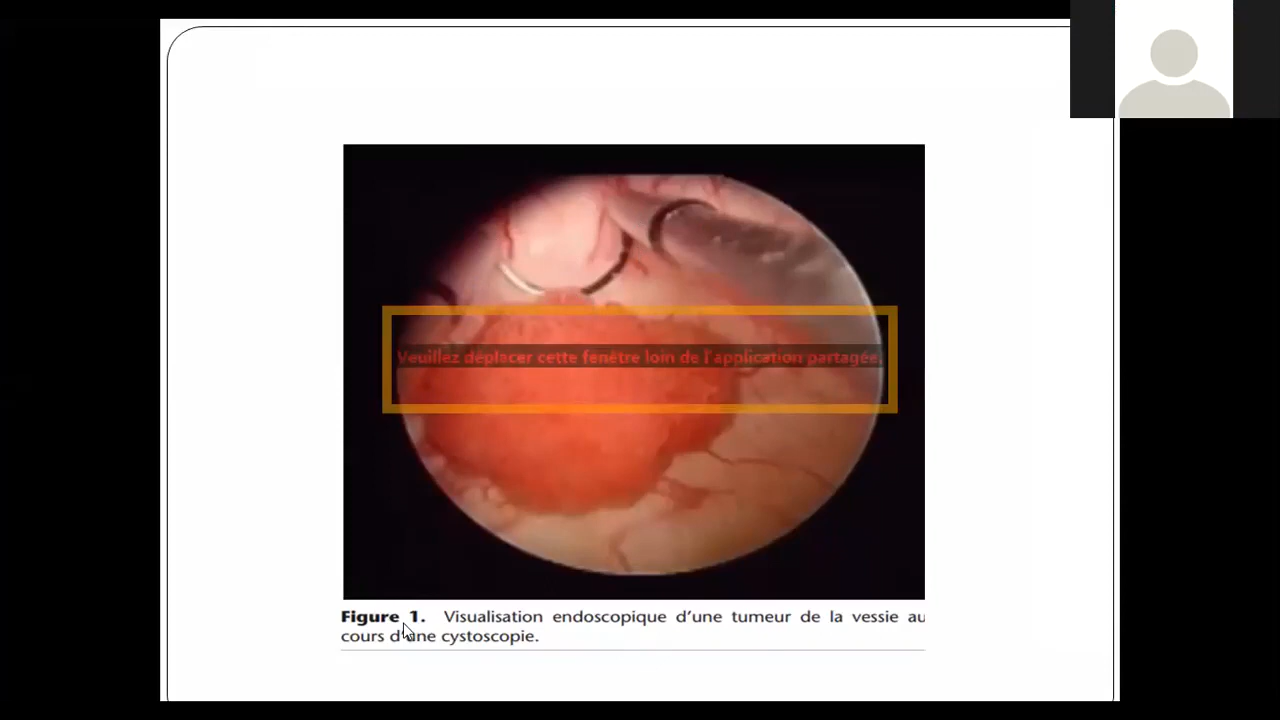 Veuillez déplacer cette fenêtre loin de l'application partagée.
Figure 1. Visualisation endoscopique d'une tumeur de la vessie au
cours d'une cystoscopie.